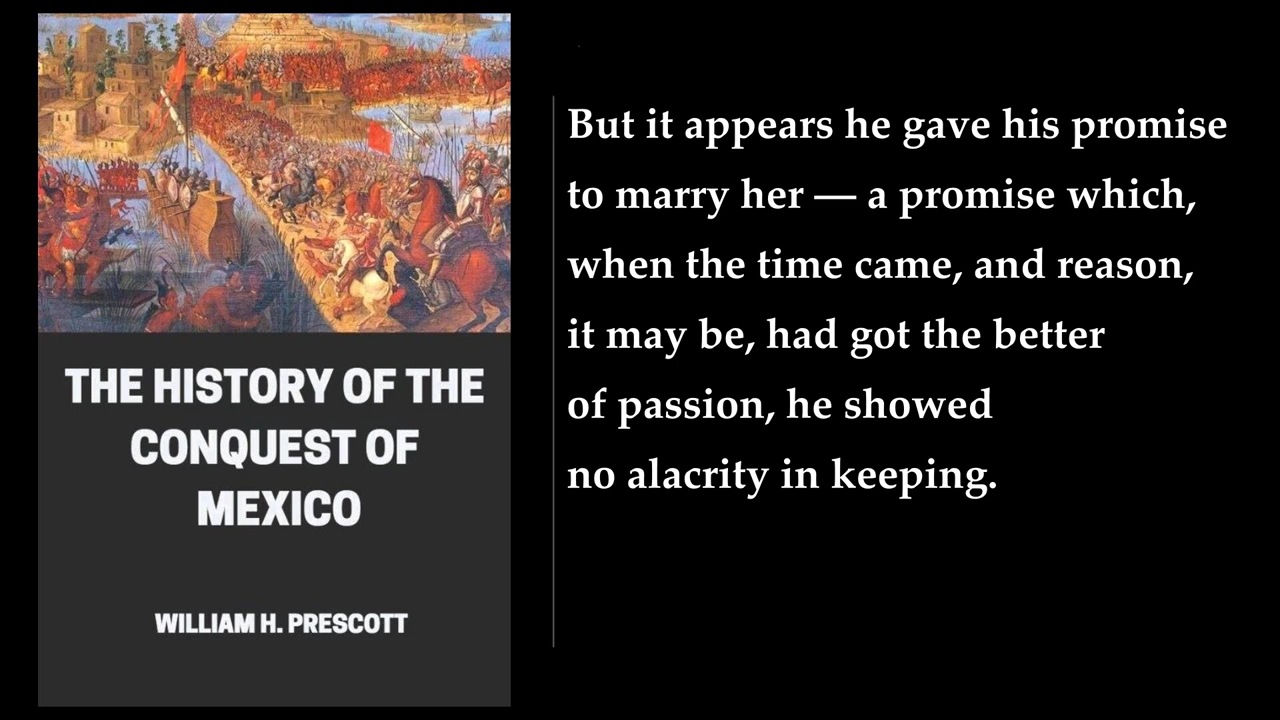 THE HISTORY OF THE
CONQUEST OF
MEXICO
WILLIAM H. PRESCOTT
But it appears he gave his promise
to marry her — a promise which,
when the time came, and reason,
it may be, had got the better
of passion, he showed
no alacrity in keeping.